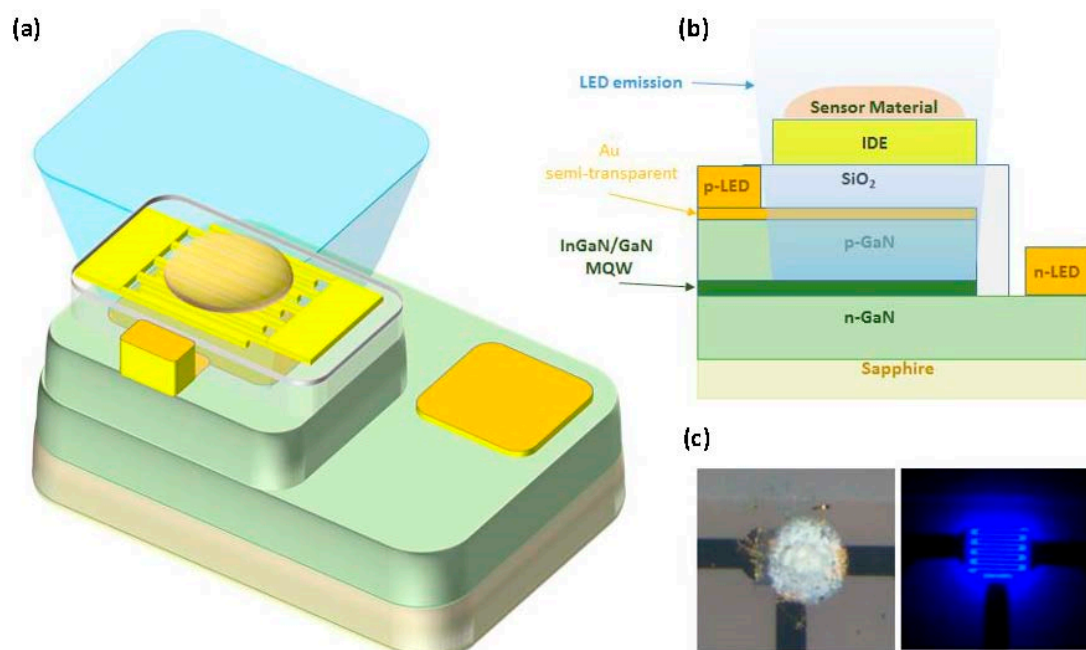 (a)
(b)
LED emission
Sensor Material
IDE
Au
semi-transparent
p-LED
SiO₂
InGaN/GaN
MQW
p-GaN
n-LED
n-GaN
Sapphire
(c)